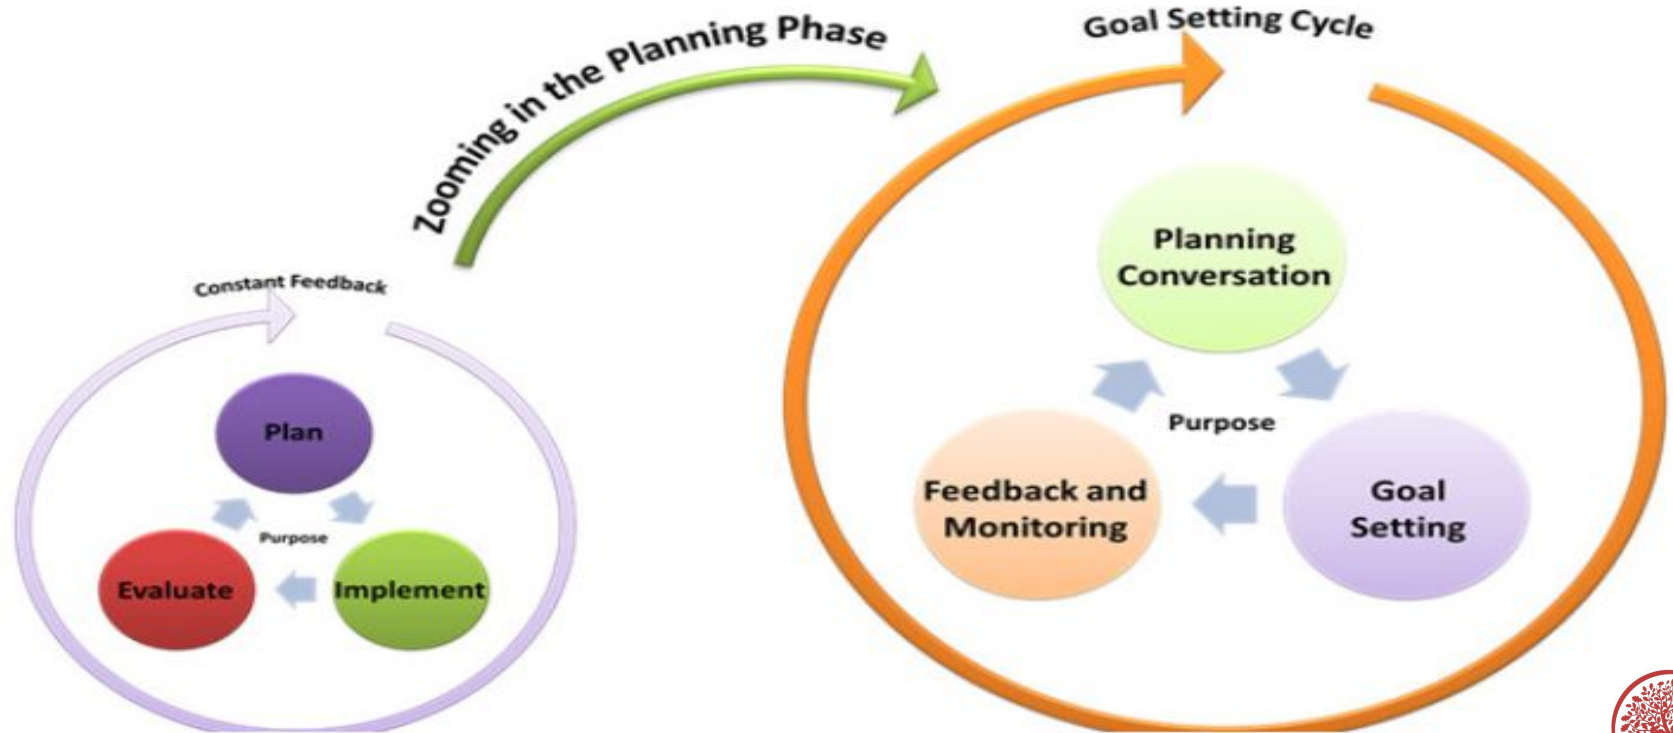 Zooming in the Planning Phase
Goal Setting Cycle
Constant Feedback
Plan
Purpose
Evaluate
Implement
Planning
Conversation
Purpose
Feedback and
Monitoring
Goal
Setting